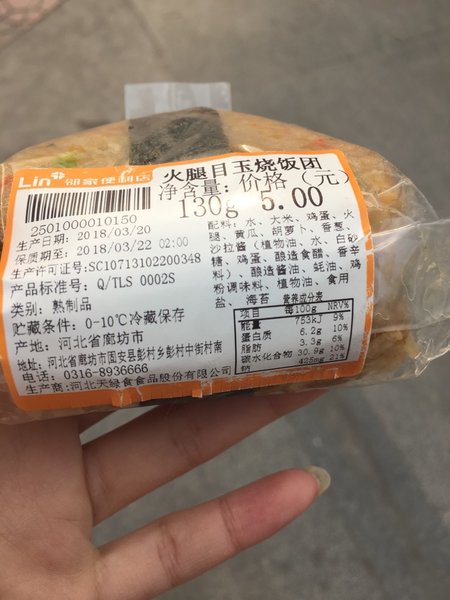 Lin 邻家便利店
火腿目玉烧饭团
净含量: 价格（元）
130g 5.00
2501000010150
生产日期: 2018/03/20
保质期至: 2018/03/22 02:00
生产许可证号:SC10713102200348
产品标准号: Q/TLS 0002S
类别: 熟制品
贮藏条件: 0-10℃冷藏保存
产地: 河北省廊坊市
地址: 河北省廊坊市固安县彭村乡彭村中街村南
电话: 0316-8936666
生产商: 河北天绿食食品股份有限公司
配料: 水、大米、鸡蛋、火
腿、黄瓜、胡萝卜、香葱、
沙拉酱（植物油、水、白砂
糖、鸡蛋、酿造食醋、香辛
料）、酿造酱油、蚝油、鸡
粉调味料、植物油、食用
盐、海苔
营养成分表
项目 每100g NRV%
能量 753kJ 9%
蛋白质 6.2g 10%
脂肪 3.3g 6%
碳水化合物 30.9g 10%
钠 425mg 21%